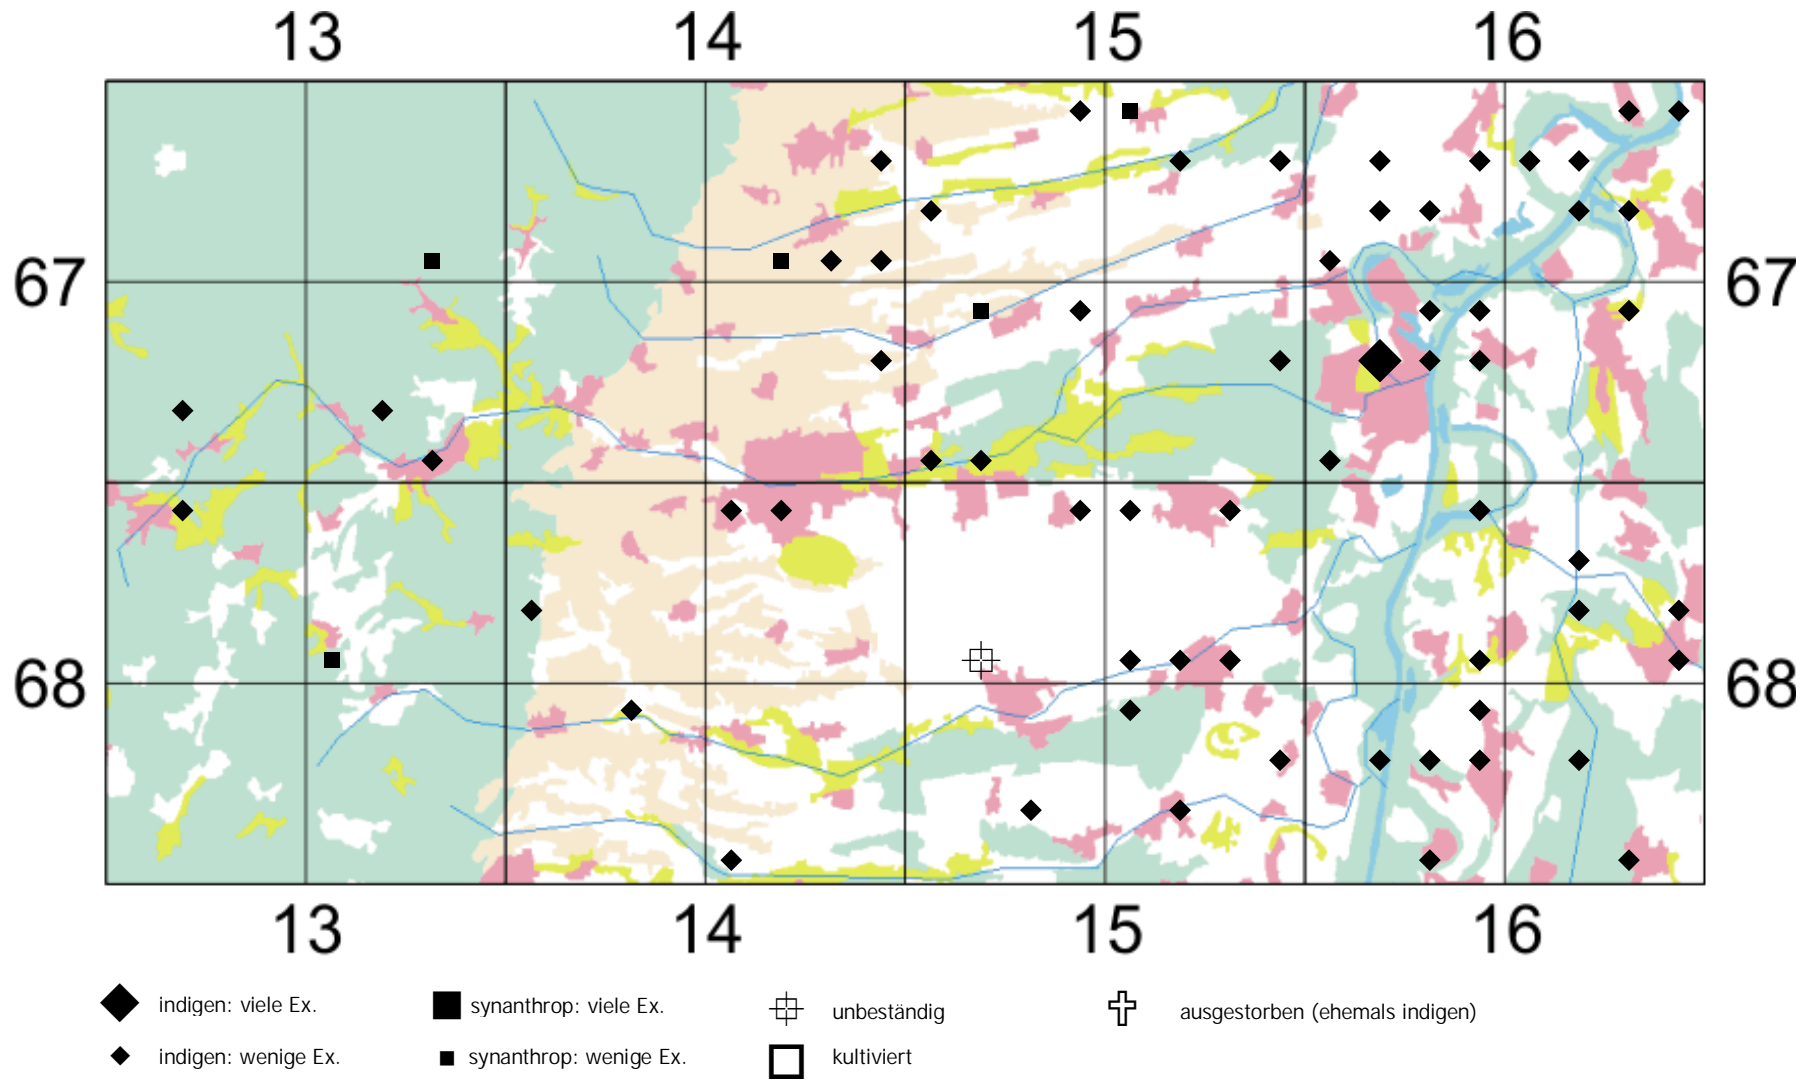 13 14 15 16
67 67
68 68
13 14 15 16
indigen: viele Ex. synanthrop: viele Ex. unbeständig ausgestorben (ehemals indigen)
indigen: wenige Ex. synanthrop: wenige Ex. kultiviert